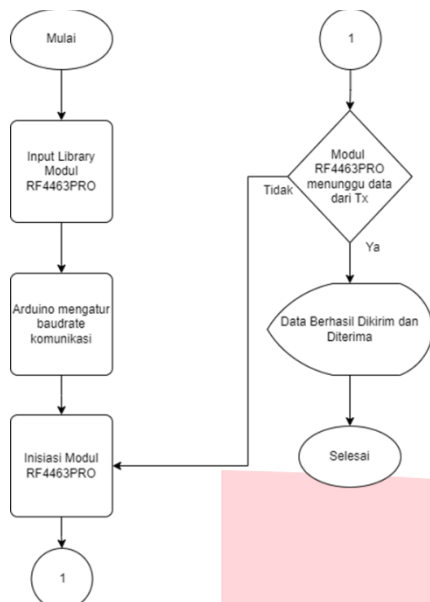 Mulai
Input Library
Modul
RF4463PRO
Arduino mengatur
baudrate
komunikasi
Inisiasi Modul
RF4463PRO
1
1
Modul
RF4463PRO
menunggu data
dari Tx
Tidak
Ya
Data Berhasil Dikirim dan
Diterima
Selesai